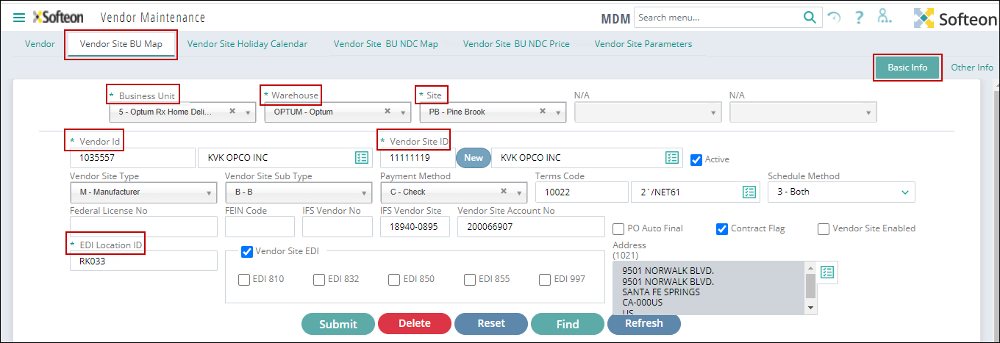 Softeon Vendor Maintenance MDM Search menu... Softeon
Vendor Vendor Site BU Map Vendor Site Holiday Calendar Vendor Site BU NDC Map Vendor Site BU NDC Price Vendor Site Parameters
Basic Info Other Info
* Business Unit * Warehouse * Site N/A N/A
5 - Optum Rx Home Deli... OPTUM - Optum PB - Pine Brook
* Vendor Id * Vendor Site ID
1035557 KVK OPCO INC 11111119 New KVK OPCO INC Active
Vendor Site Type Vendor Site Sub Type Payment Method Terms Code Schedule Method
M - Manufacturer B - B C - Check 10022 2`/NET61 3 - Both
Federal License No FEIN Code IFS Vendor No IFS Vendor Site Vendor Site Account No
18940-0895 200066907 PO Auto Final Contract Flag Vendor Site Enabled
* EDI Location ID Vendor Site EDI Address
(1021)
RK033
EDI 810 EDI 832 EDI 850 EDI 855 EDI 997
9501 NORWALK BLVD.
9501 NORWALK BLVD.
SANTA FE SPRINGS
CA-000US
US
Submit Delete Reset Find Refresh